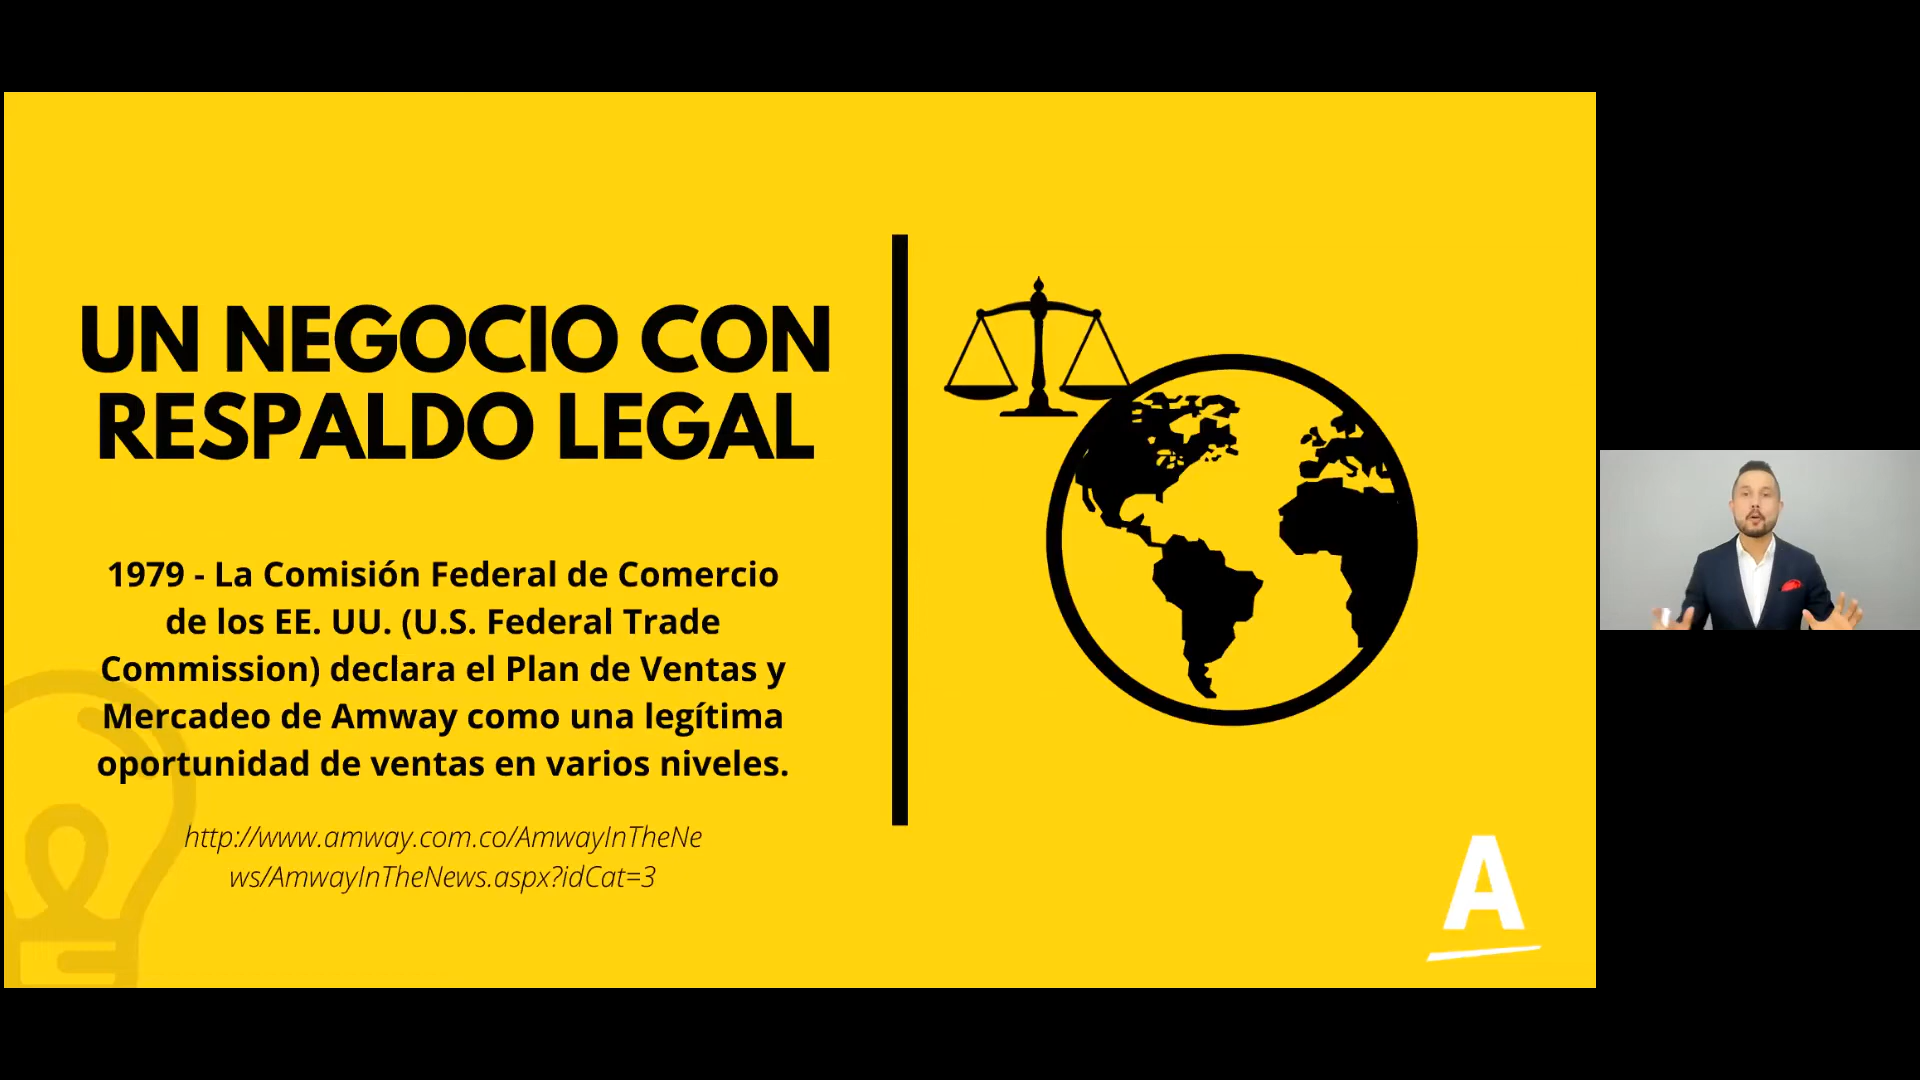 UN NEGOCIO CON
RESPALDO LEGAL
1979 - La Comisión Federal de Comercio
de los EE. UU. (U.S. Federal Trade
Commission) declara el Plan de Ventas y
Mercadeo de Amway como una legítima
oportunidad de ventas en varios niveles.
http://www.amway.com.co/AmwayInTheNe
ws/AmwayInTheNews.aspx?idCat=3
A